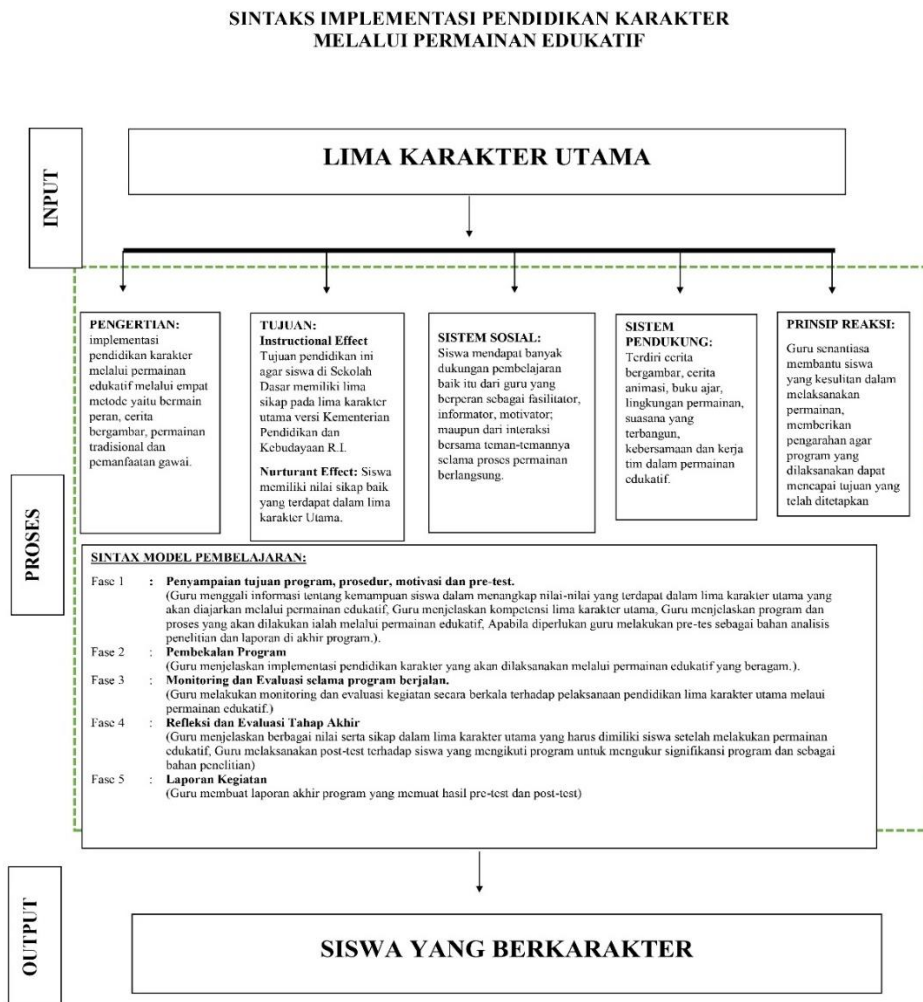 SINTAKS IMPLEMENTASI PENDIDIKAN KARAKTER
MELALUI PERMAINAN EDUKATIF
INPUT
LIMA KARAKTER UTAMA
PROSES
PENGERTIAN:
implementasi
pendidikan karakter
melalui permainan
edukatif melalui empat
metode yaitu bermain
peran, cerita
bergambar, permainan
tradisional dan
pemanfaatan gawai.
TUJUAN:
Instructional Effect
Tujuan pendidikan ini
agar siswa di Sekolah
Dasar memiliki lima
sikap pada lima karakter
utama versi Kementerian
Pendidikan dan
Kebudayaan R.I.
Nurturant Effect: Siswa
memiliki nilai sikap baik
yang terdapat dalam lima
karakter Utama.
SISTEM SOSIAL:
Siswa mendapat banyak
dukungan pembelajaran
baik itu dari guru yang
berperan sebagai fasilitator,
informator, motivator;
maupun dari interaksi
bersama teman-temannya
selama proses permainan
berlangsung.
SISTEM
PENDUKUNG:
Terdiri cerita
bergambar, cerita
animasi, buku ajar,
lingkungan permainan,
suasana yang
terbangun,
kebersamaan dan kerja
tim dalam permainan
edukatif.
PRINSIP REAKSI:
Guru senantiasa
membantu siswa
yang kesulitan dalam
melaksanakan
permainan,
memberikan
pengarahan agar
program yang
dilaksanakan dapat
mencapai tujuan yang
telah ditetapkan
SINTAX MODEL PEMBELAJARAN:
Fase 1 : Penyampaian tujuan program, prosedur, motivasi dan pre-test.
(Guru menggali informasi tentang kemampuan siswa dalam menangkap nilai-nilai yang terdapat dalam lima karakter utama yang
akan diajarkan melalui permainan edukatif, Guru menjelaskan kompetensi lima karakter utama, Guru menjelaskan program dan
proses yang akan dilakukan ialah melalui permainan edukatif, Apabila diperlukan guru melakukan pre-tes sebagai bahan analisis
penelitian dan laporan di akhir program.).
Fase 2 : Pembekalan Program
(Guru menjelaskan implementasi pendidikan karakter yang akan dilaksanakan melalui permainan edukatif yang beragam.).
Fase 3 : Monitoring dan Evaluasi selama program berjalan.
(Guru melakukan monitoring dan evaluasi kegiatan secara berkala terhadap pelaksanaan pendidikan lima karakter utama melaui
permainan edukatif.)
Fase 4 : Refleksi dan Evaluasi Tahap Akhir
(Guru menjelaskan berbagai nilai serta sikap dalam lima karakter utama yang harus dimiliki siswa setelah melakukan permainan
edukatif, Guru melaksanakan post-test terhadap siswa yang mengikuti program untuk mengukur signifikansi program dan sebagai
bahan penelitian)
Fase 5 : Laporan Kegiatan
(Guru membuat laporan akhir program yang memuat hasil pre-test dan post-test)
OUTPUT
SISWA YANG BERKARAKTER